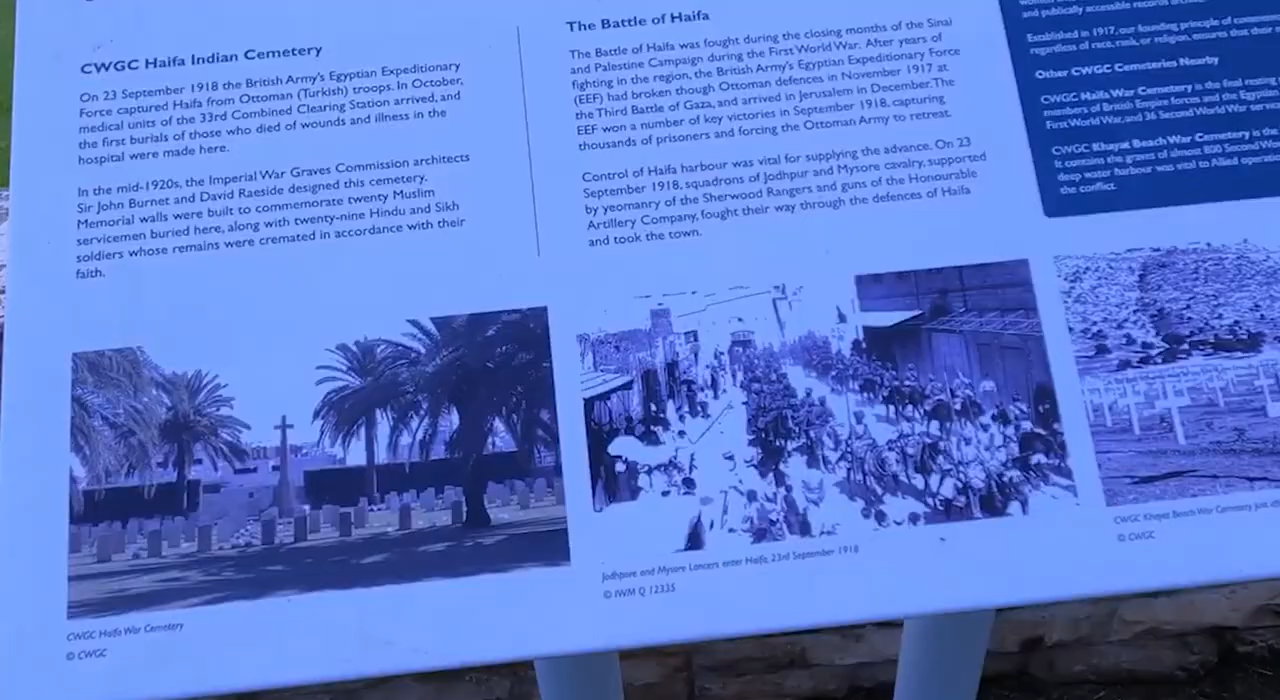 CWGC Haifa Indian Cemetery
On 23 September 1918 the British Army's Egyptian Expeditionary
Force captured Haifa from Ottoman (Turkish) troops. In October,
medical units of the 33rd Combined Clearing Station arrived, and
the first burials of those who died of wounds and illness in the
hospital were made here.
In the mid-1920s, the Imperial War Graves Commission architects
Sir John Burnet and David Raeside designed this cemetery.
Memorial walls were built to commemorate twenty Muslim
servicemen buried here, along with twenty-nine Hindu and Sikh
soldiers whose remains were cremated in accordance with their
faith.
CWGC Haifa War Cemetery
© CWGC
The Battle of Haifa
The Battle of Haifa was fought during the closing months of the Sinai
and Palestine Campaign during the First World War. After years of
fighting in the region, the British Army's Egyptian Expeditionary Force
(EEF) had broken though Ottoman defences in November 1917 at
the Third Battle of Gaza, and arrived in Jerusalem in December. The
EEF won a number of key victories in September 1918, capturing
thousands of prisoners and forcing the Ottoman Army to retreat.
Control of Haifa harbour was vital for supplying the advance. On 23
September 1918, squadrons of Jodhpur and Mysore cavalry, supported
by yeomanry of the Sherwood Rangers and guns of the Honourable
Artillery Company, fought their way through the defences of Haifa
and took the town.
Jodhpore and Mysore Lancers enter Haifa, 23rd September 1918
© IWM Q 12335
and publically accessible records
Established in 1917, our founding principle of
regardless of race, rank, or religion, ensures that their
Other CWGC Cemeteries Nearby
CWGC Haifa War Cemetery is the final resting
members of British Empire forces and the Egyptian
First World War, and 36 Second World War
CWGC Khayat Beach War Cemetery is the
It contains the graves of almost 800 Second
deep water harbour was vital to Allied
the conflict.
CWGC Khayat Beach War Cemetery just
© CWGC